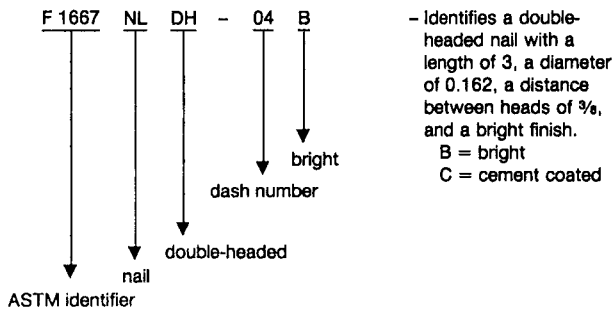 F 1667 NL DH - 04 B
bright
dash number
double-headed
nail
ASTM identifier
– Identifies a double-
headed nail with a
length of 3, a diameter
of 0.162, a distance
between heads of ⅜,
and a bright finish.
B = bright
C = cement coated